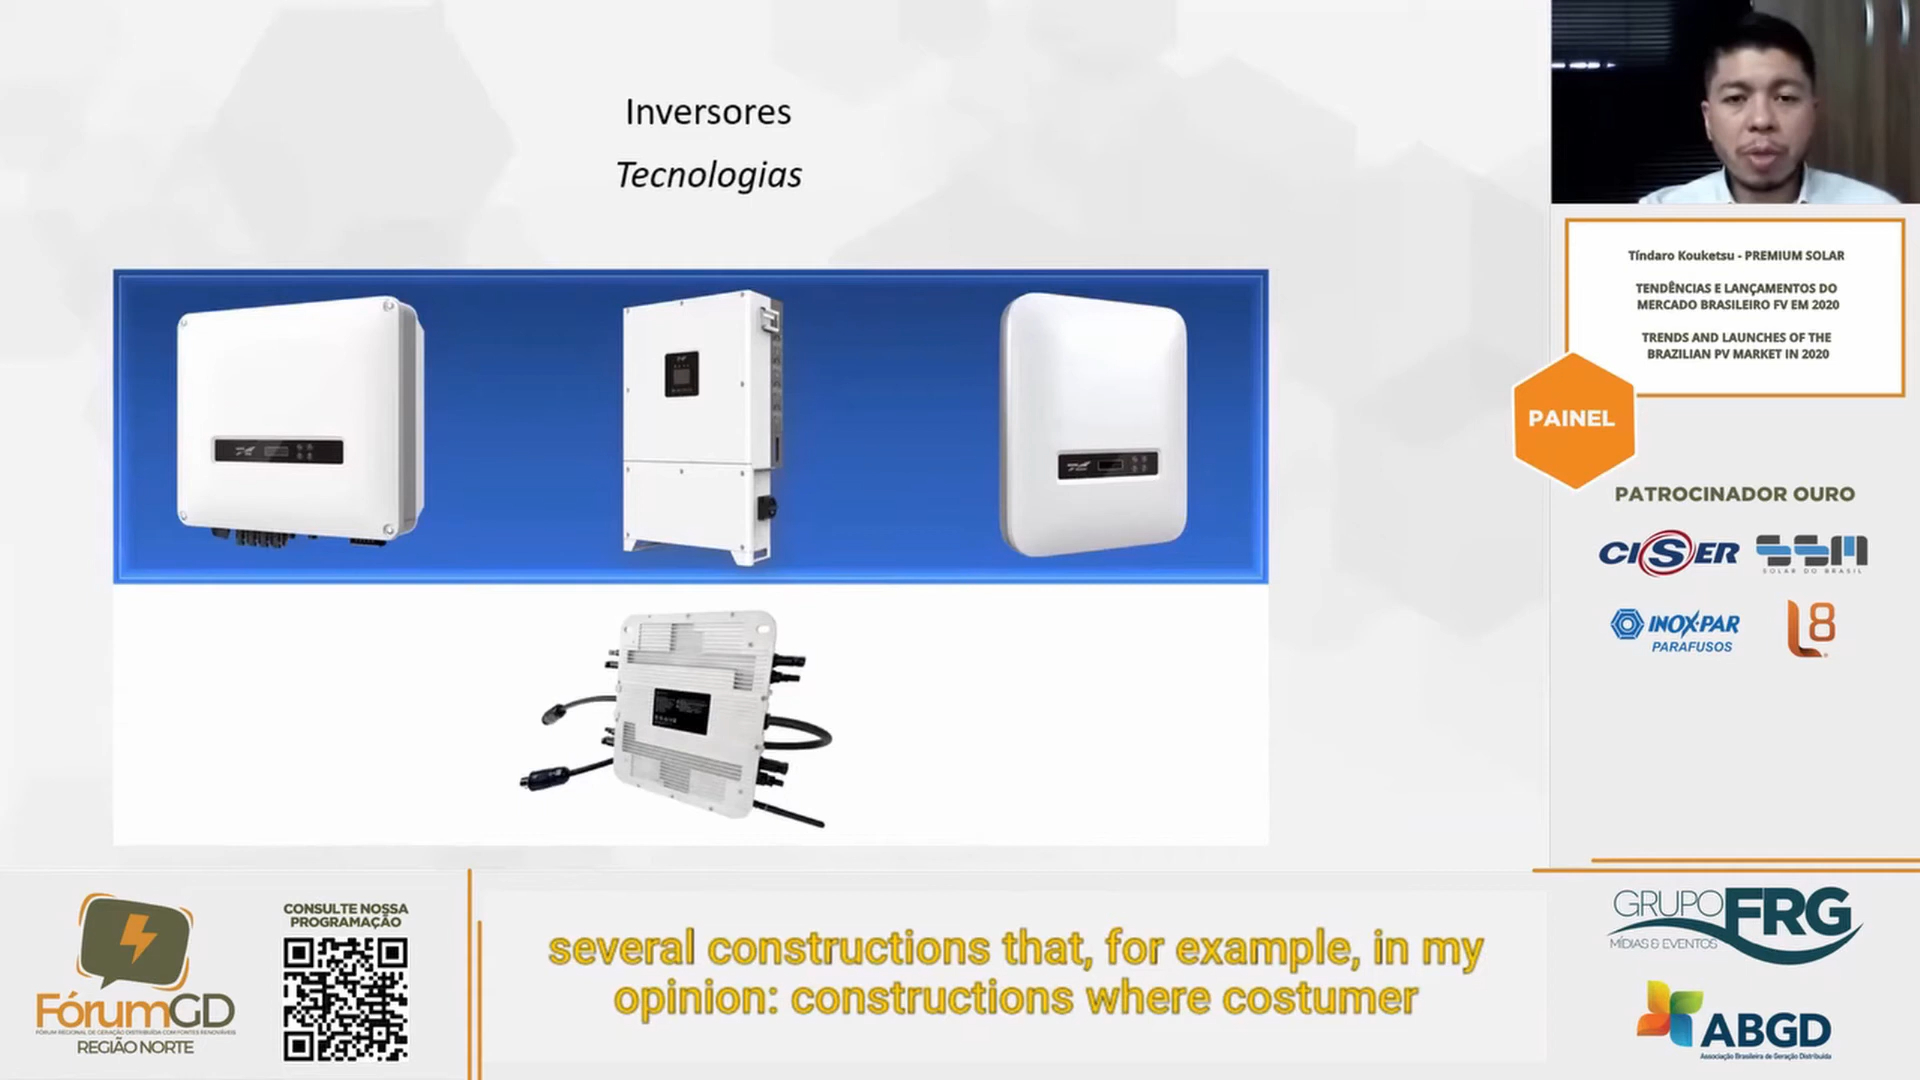 Inversores
Tecnologias
Tíndaro Kouketsu - PREMIUM SOLAR
TENDÊNCIAS E LANÇAMENTOS DO
MERCADO BRASILEIRO FV EM 2020
TRENDS AND LAUNCHES OF THE
BRAZILIAN PV MARKET IN 2020
PAINEL
PATROCINADOR OURO
CISER
SSM
SOLAR DO BRASIL
INOX-PAR
PARAFUSOS
L8
FórumGD
FÓRUM REGIONAL DE GERAÇÃO DISTRIBUÍDA COM FONTES RENOVÁVEIS
REGIÃO NORTE
CONSULTE NOSSA
PROGRAMAÇÃO
several constructions that, for example, in my
opinion: constructions where costumer
GRUPO FRG
MÍDIAS & EVENTOS
ABGD
Associação Brasileira de Geração Distribuída